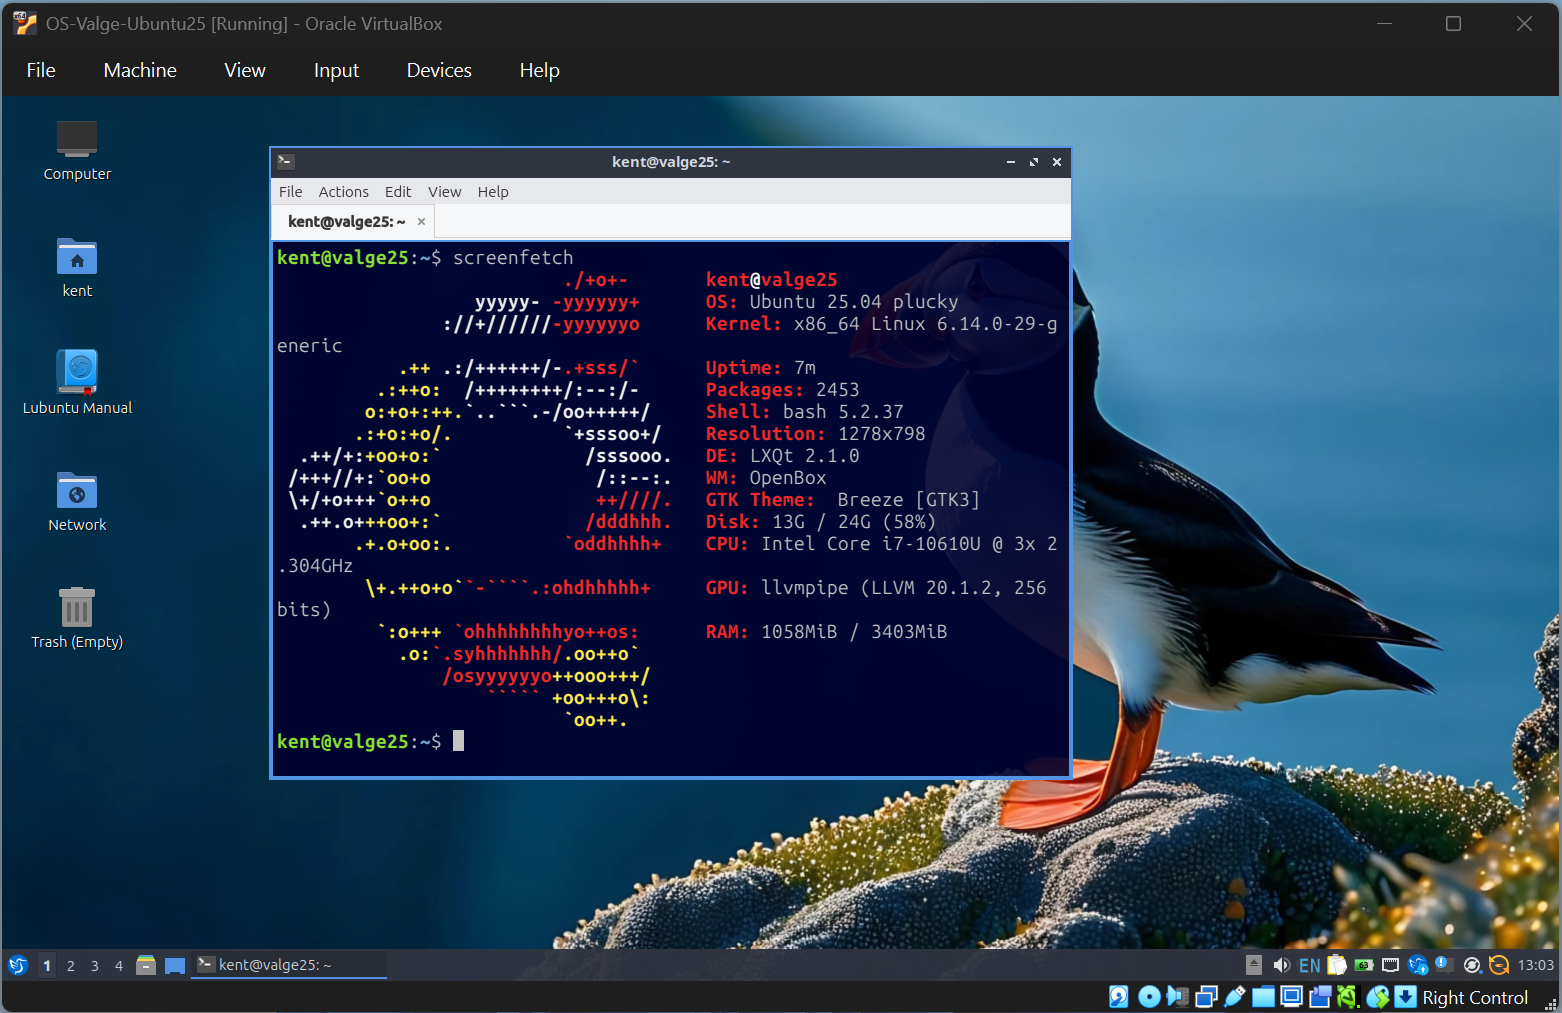 OS-Valge-Ubuntu25 [Running] - Oracle VirtualBox
File Machine View Input Devices Help
Computer
kent
Lubuntu Manual
Network
Trash (Empty)
kent@valge25: ~
File Actions Edit View Help
kent@valge25: ~ ×
kent@valge25:~$ screenfetch
./+o+- kent@valge25
yyyyy- -yyyyyy+ OS: Ubuntu 25.04 plucky
://+//////-yyyyyyo Kernel: x86_64 Linux 6.14.0-29-g
eneric
.++ .:/++++++/-.+sss/` Uptime: 7m
.:++o: /++++++++/:--:/- Packages: 2453
o:+o+:++.`..```.-/oo+++++/ Shell: bash 5.2.37
.:+o:+o/. `+sssoo+/ Resolution: 1278x798
.++/+:+oo+o:` /sssooo. DE: LXQt 2.1.0
/+++//+:`oo+o /::--:. WM: OpenBox
\+/+o+++`o++o ++////. GTK Theme: Breeze [GTK3]
.++.o+++oo+:` /dddhhh. Disk: 13G / 24G (58%)
.+.o+oo:. `oddhhhh+ CPU: Intel Core i7-10610U @ 3x 2
.304GHz
\+.++o+o``-````.:ohdhhhhh+ GPU: llvmpipe (LLVM 20.1.2, 256
bits)
`:o+++ `ohhhhhhhhyo++os: RAM: 1058MiB / 3403MiB
.o:`.syhhhhhhh/.oo++o`
/osyyyyyyo++ooo+++/
````` +oo+++o\:
`oo++.
kent@valge25:~$
1 2 3 4 kent@valge25: ~ EN 63 13:03
Right Control